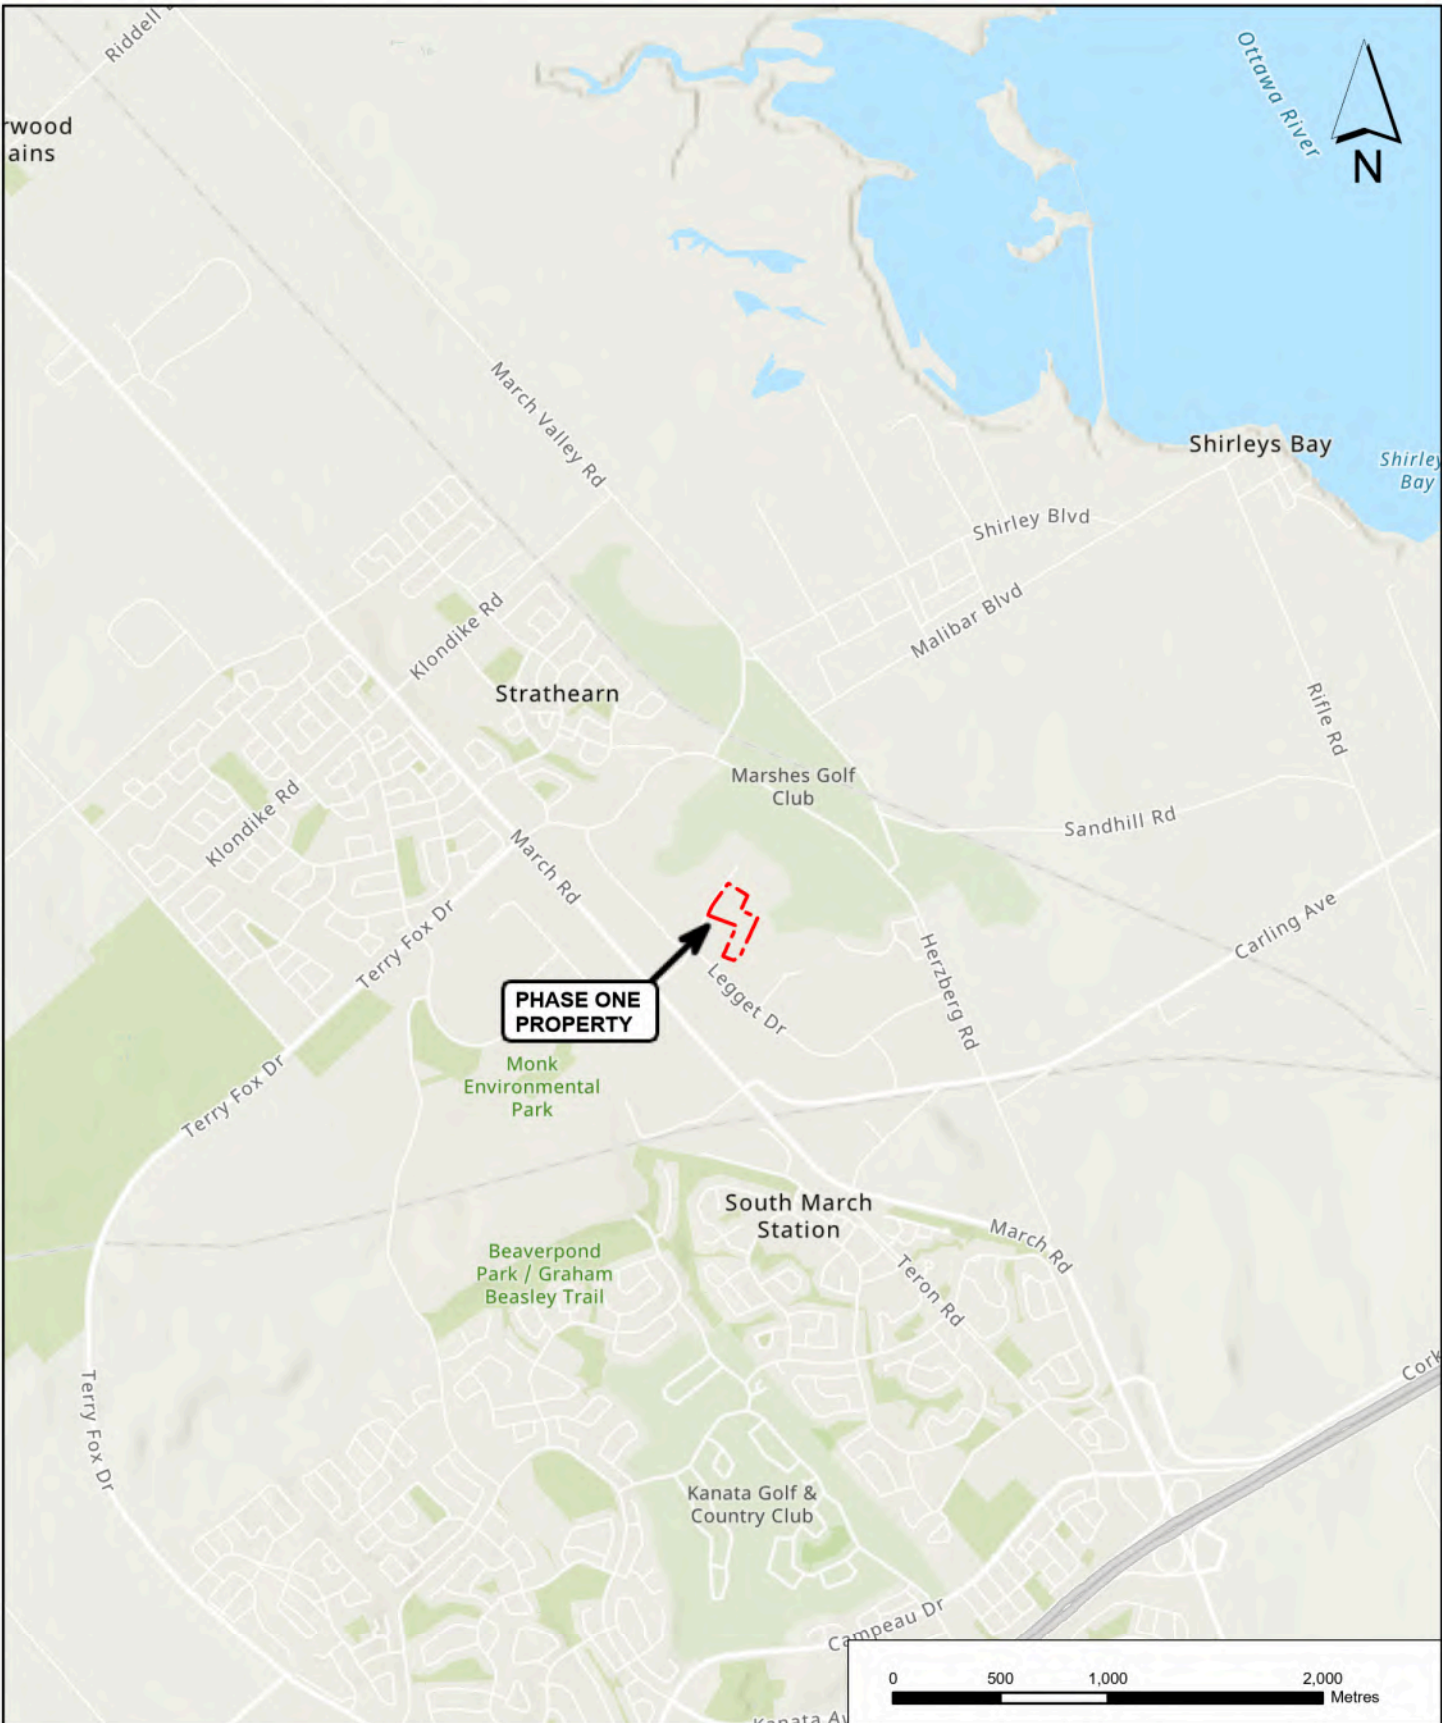 Riddell
Ottawa River
N
rwood
ains
March Valley Rd
Shirleys Bay
Shirley
Bay
Shirley Blvd
Malibar Blvd
Klondike Rd
Strathearn
Rifle Rd
Marshes Golf
Club
Klondike Rd
Sandhill Rd
March Rd
Terry Fox Dr
Carling Ave
Herzberg Rd
Legget Dr
PHASE ONE
PROPERTY
Terry Fox Dr
Monk
Environmental
Park
South March
Station
March Rd
Beaverpond
Park / Graham
Beasley Trail
Teron Rd
Cork
Terry Fox Dr
Kanata Golf &
Country Club
Campeau Dr
0 500 1,000 2,000
Metres
Kanata Av